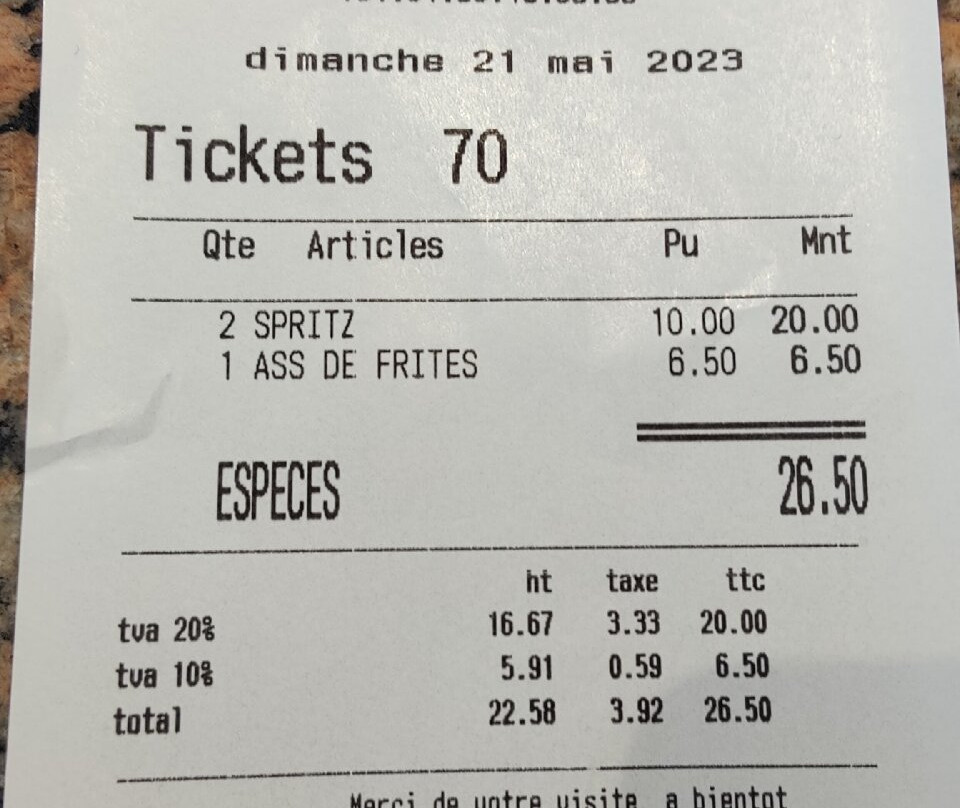 dimanche 21 mai 2023
Tickets 70
Qte Articles Pu Mnt
2 SPRITZ 10.00 20.00
1 ASS DE FRITES 6.50 6.50
ESPECES 26.50
ht taxe ttc
tva 20% 16.67 3.33 20.00
tva 10% 5.91 0.59 6.50
total 22.58 3.92 26.50
Merci de votre visite a bientot